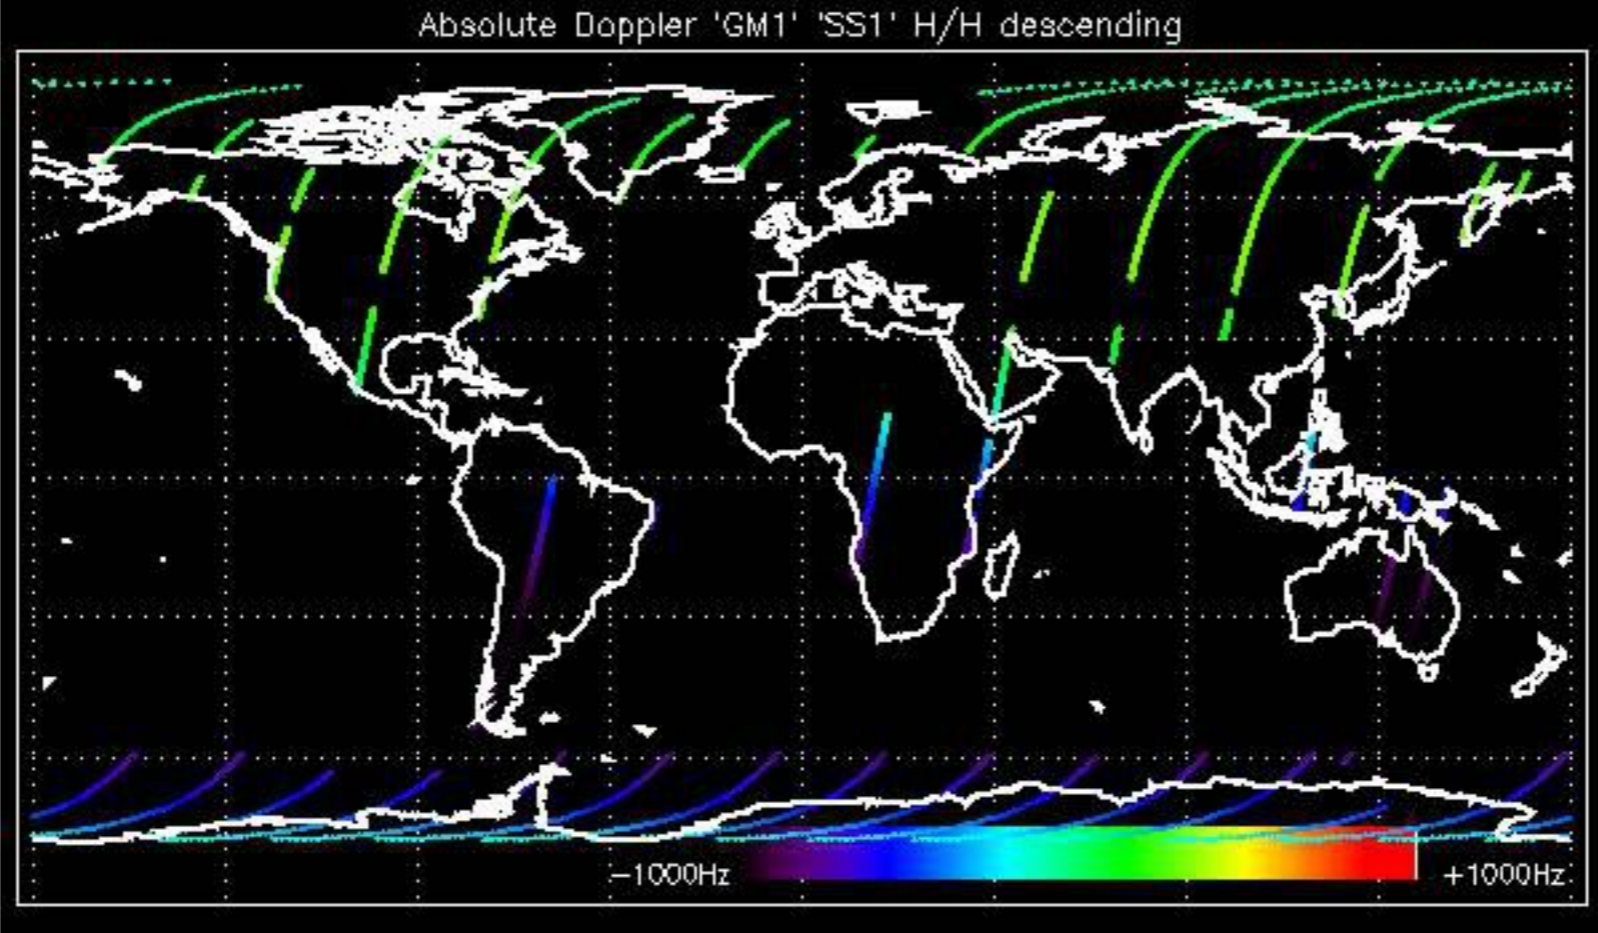 Absolute Doppler 'GM1' 'SS1' H/H descending
−1000Hz
+1000Hz